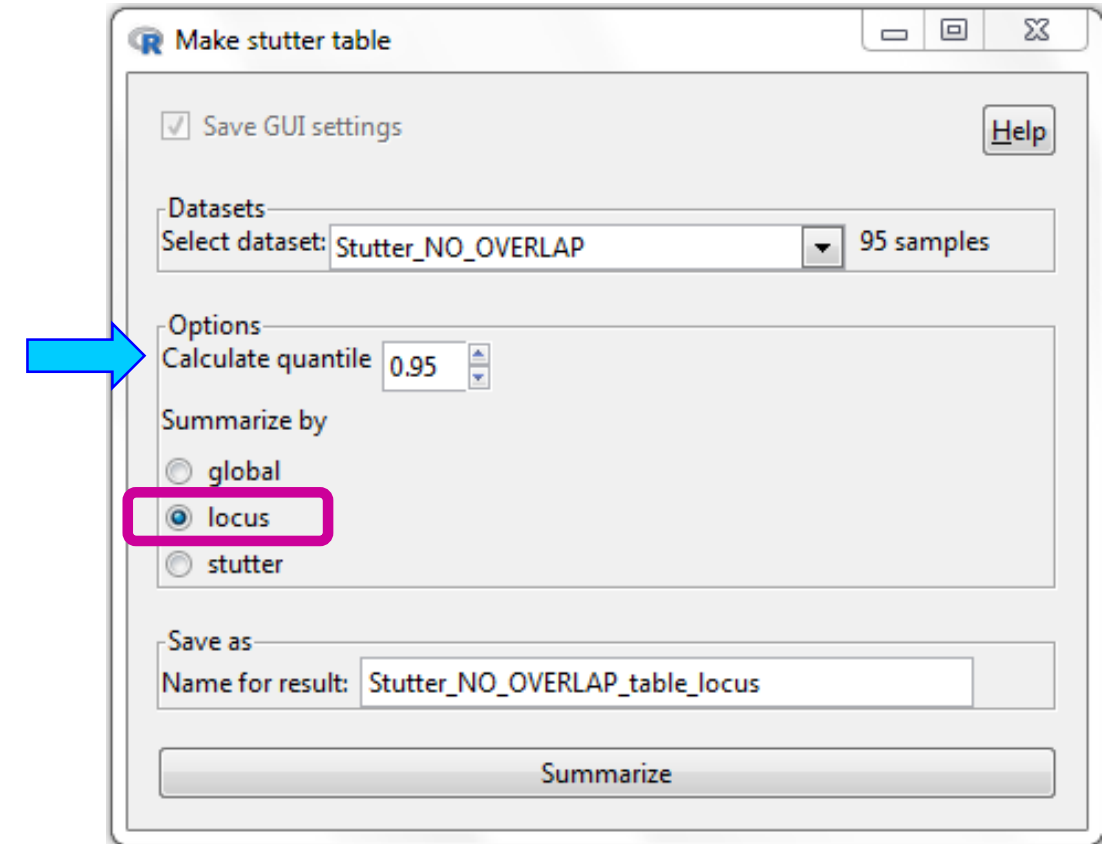 Make stutter table
Save GUI settings
Help
Datasets
Select dataset: Stutter_NO_OVERLAP 95 samples
Options
Calculate quantile 0.95
Summarize by
global
locus
stutter
Save as
Name for result: Stutter_NO_OVERLAP_table_locus
Summarize